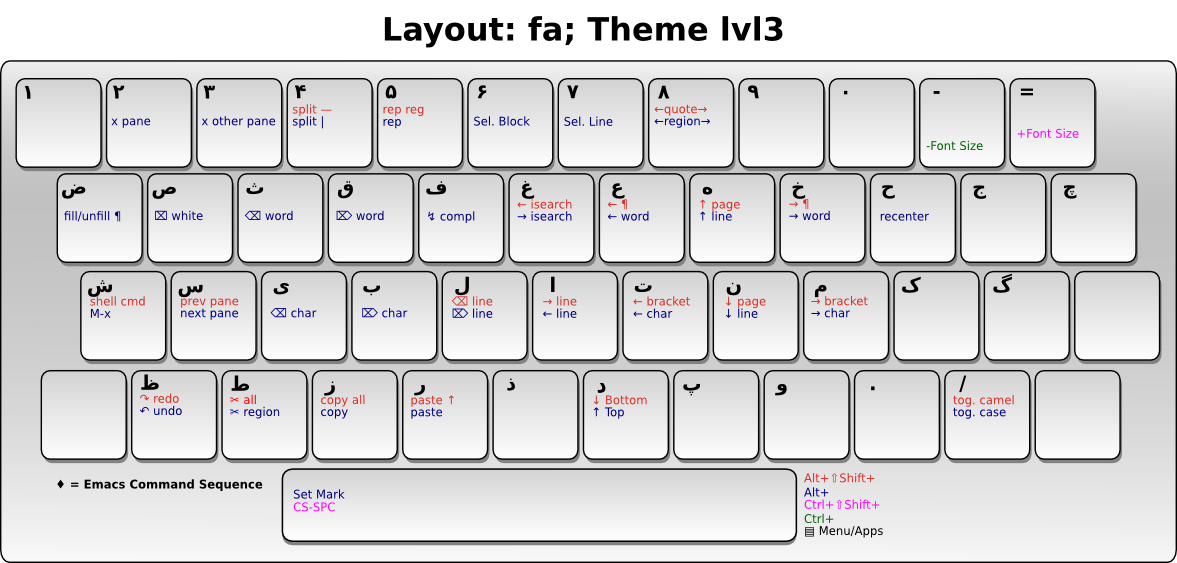 Layout: fa; Theme lvl3
۱
۲
x pane
۳
x other pane
۴
split —
split |
۵
rep reg
rep
۶
Sel. Block
۷
Sel. Line
۸
←quote→
←region→
۹
۰
-
-Font Size
=
+Font Size
ض
fill/unfill ¶
ص
⌧ white
ث
⌫ word
ق
⌦ word
ف
↯ compl
غ
← isearch
→ isearch
ع
← ¶
← word
ه
↑ page
↑ line
خ
→ ¶
→ word
ح
recenter
ج
چ
ش
shell cmd
M-x
س
prev pane
next pane
ی
⌫ char
ب
⌦ char
ل
⌫ line
⌦ line
ا
→ line
← line
ت
← bracket
← char
ن
↓ page
↓ line
م
→ bracket
→ char
ک
گ
ظ
↷ redo
↶ undo
ط
✂ all
✂ region
ز
copy all
copy
ر
paste ↑
paste
ذ
د
↓ Bottom
↑ Top
پ
و
.
/
tog. camel
tog. case
♦ = Emacs Command Sequence
Set Mark
CS-SPC
Alt+⇧Shift+
Alt+
Ctrl+⇧Shift+
Ctrl+
▤ Menu/Apps